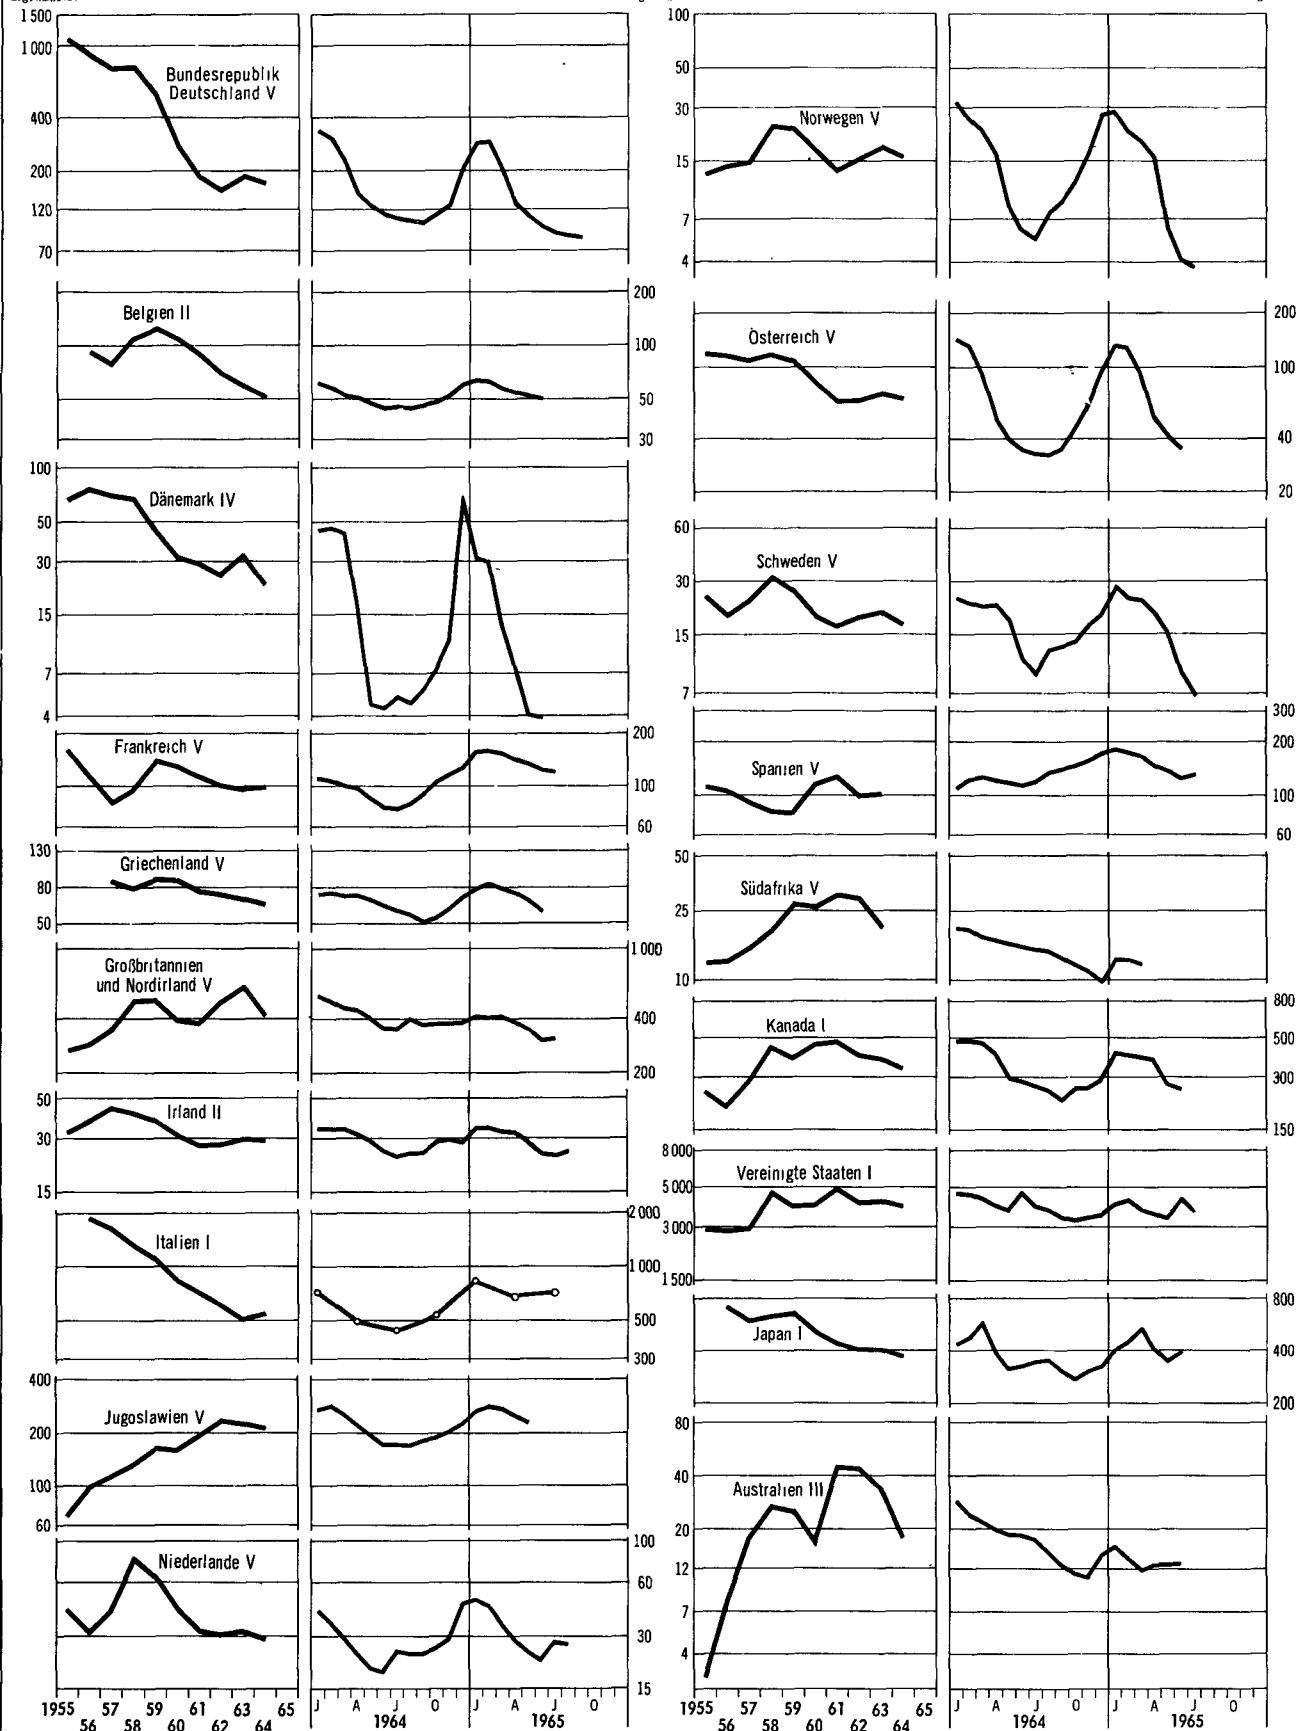 1 500
1 000
400
200
120
70
Bundesrepublik
Deutschland V
200
100
50
30
Belgien II
100
50
30
15
7
4
Dänemark IV
200
100
60
Frankreich V
130
80
50
Griechenland V
1 000
400
200
Großbritannien
und Nordirland V
50
30
15
Irland II
2 000
1 000
500
300
Italien I
400
200
100
60
Jugoslawien V
100
60
30
15
Niederlande V
1955 57 59 61 63 65
56 58 60 62 64
J A J O J A J O
1964 1965
100
50
30
15
7
4
Norwegen V
200
100
40
20
Österreich V
60
30
15
7
Schweden V
300
200
100
60
Spanien V
50
25
10
Südafrika V
800
500
300
150
Kanada I
8 000
5 000
3 000
1 500
Vereinigte Staaten I
800
400
200
Japan I
80
40
20
12
7
4
Australien III
1955 57 59 61 63 65
56 58 60 62 64
J A J O J A J O
1964 1965